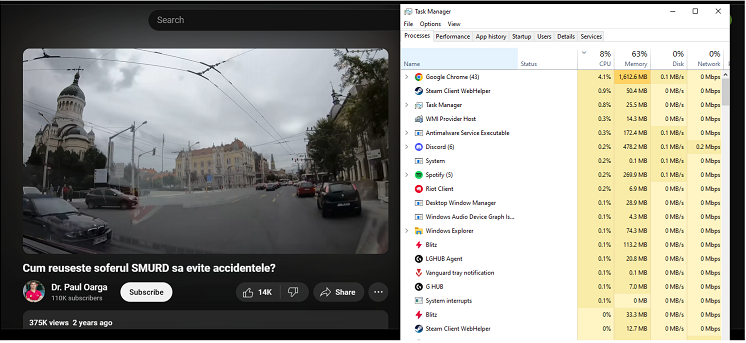 Search
Cum reuseste soferul SMURD sa evite accidentele?
Dr. Paul Oarga
110K subscribers
Subscribe
14K
Share
375K views 2 years ago
Task Manager
File Options View
Processes Performance App history Startup Users Details Services
8% 63% 0% 0%
Name Status CPU Memory Disk Network
Google Chrome (43) 4.1% 1,612.6 MB 0.1 MB/s 0 Mbps
Steam Client WebHelper 0.9% 50.4 MB 0 MB/s 0 Mbps
Task Manager 0.8% 25.5 MB 0 MB/s 0 Mbps
WMI Provider Host 0.3% 14.3 MB 0 MB/s 0 Mbps
Antimalware Service Executable 0.3% 172.4 MB 0.1 MB/s 0 Mbps
Discord (6) 0.2% 478.2 MB 0.1 MB/s 0.2 Mbps
System 0.2% 0.1 MB 0.1 MB/s 0 Mbps
Spotify (5) 0.2% 269.9 MB 0.1 MB/s 0 Mbps
Riot Client 0.2% 6.9 MB 0 MB/s 0 Mbps
Desktop Window Manager 0.1% 28.9 MB 0 MB/s 0 Mbps
Windows Audio Device Graph Is... 0.1% 4.3 MB 0 MB/s 0 Mbps
Windows Explorer 0.1% 74.3 MB 0 MB/s 0 Mbps
Blitz 0.1% 113.2 MB 0 MB/s 0 Mbps
LGHUB Agent 0.1% 20.8 MB 0 MB/s 0 Mbps
Vanguard tray notification 0.1% 0.1 MB 0 MB/s 0 Mbps
G HUB 0.1% 7.0 MB 0 MB/s 0 Mbps
System interrupts 0.1% 0 MB 0 MB/s 0 Mbps
Blitz 0% 33.3 MB 0 MB/s 0 Mbps
Steam Client WebHelper 0% 12.7 MB 0 MB/s 0 Mbps